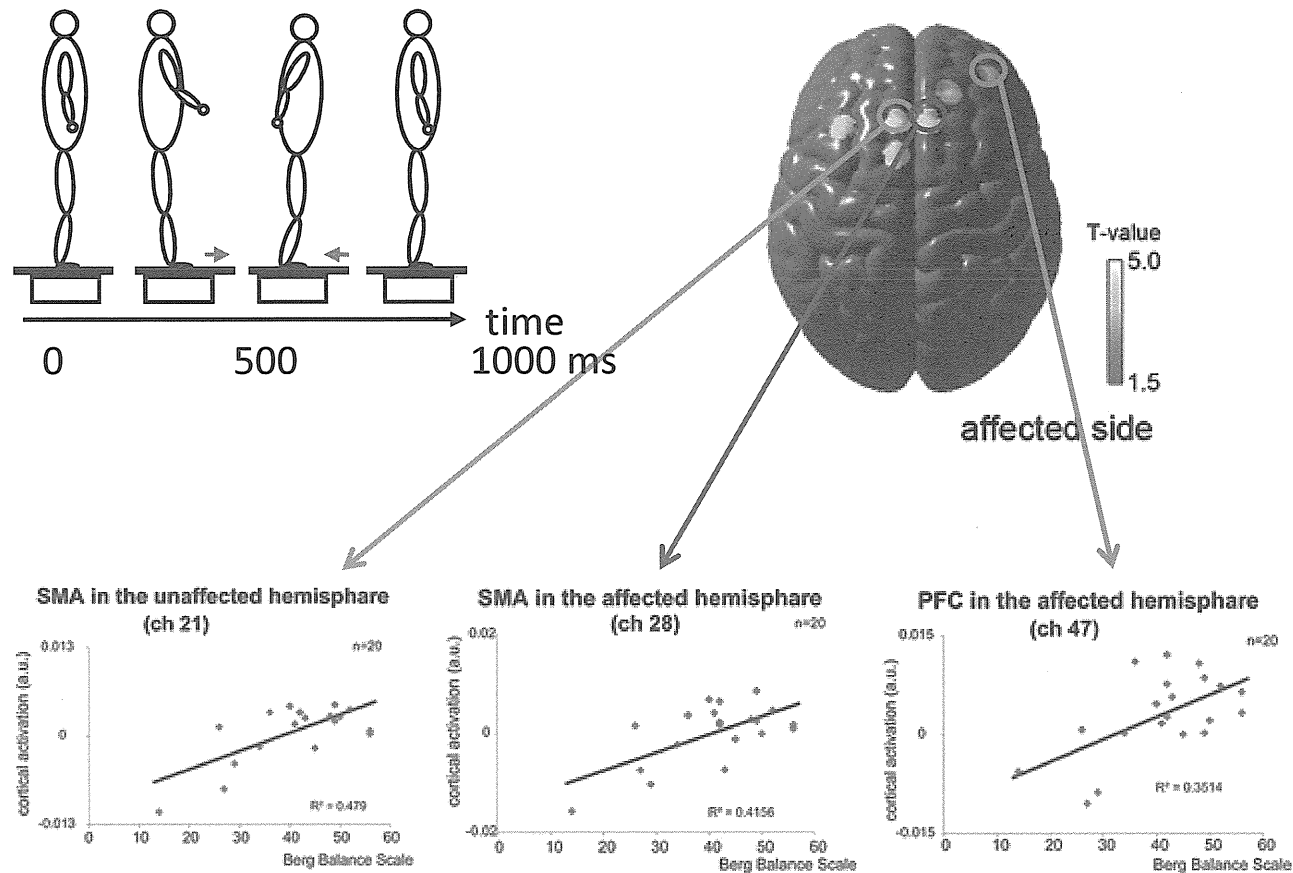 time
0 500 1000 ms
T-value
5.0
1.5
affected side
SMA in the unaffected hemisphare
(ch 21)
n=20
cortical activation (a.u.)
0.013
0
-0.013
R² = 0.479
0 10 20 30 40 50 60
Berg Balance Scale
SMA in the affected hemisphare
(ch 28)
n=20
cortical activation (a.u.)
0.02
0
-0.02
R² = 0.4156
0 10 20 30 40 50 60
Berg Balance Scale
PFC in the affected hemisphare
(ch 47)
n=20
cortical activation (a.u.)
0.015
0
-0.015
R² = 0.3514
0 10 20 30 40 50 60
Berg Balance Scale